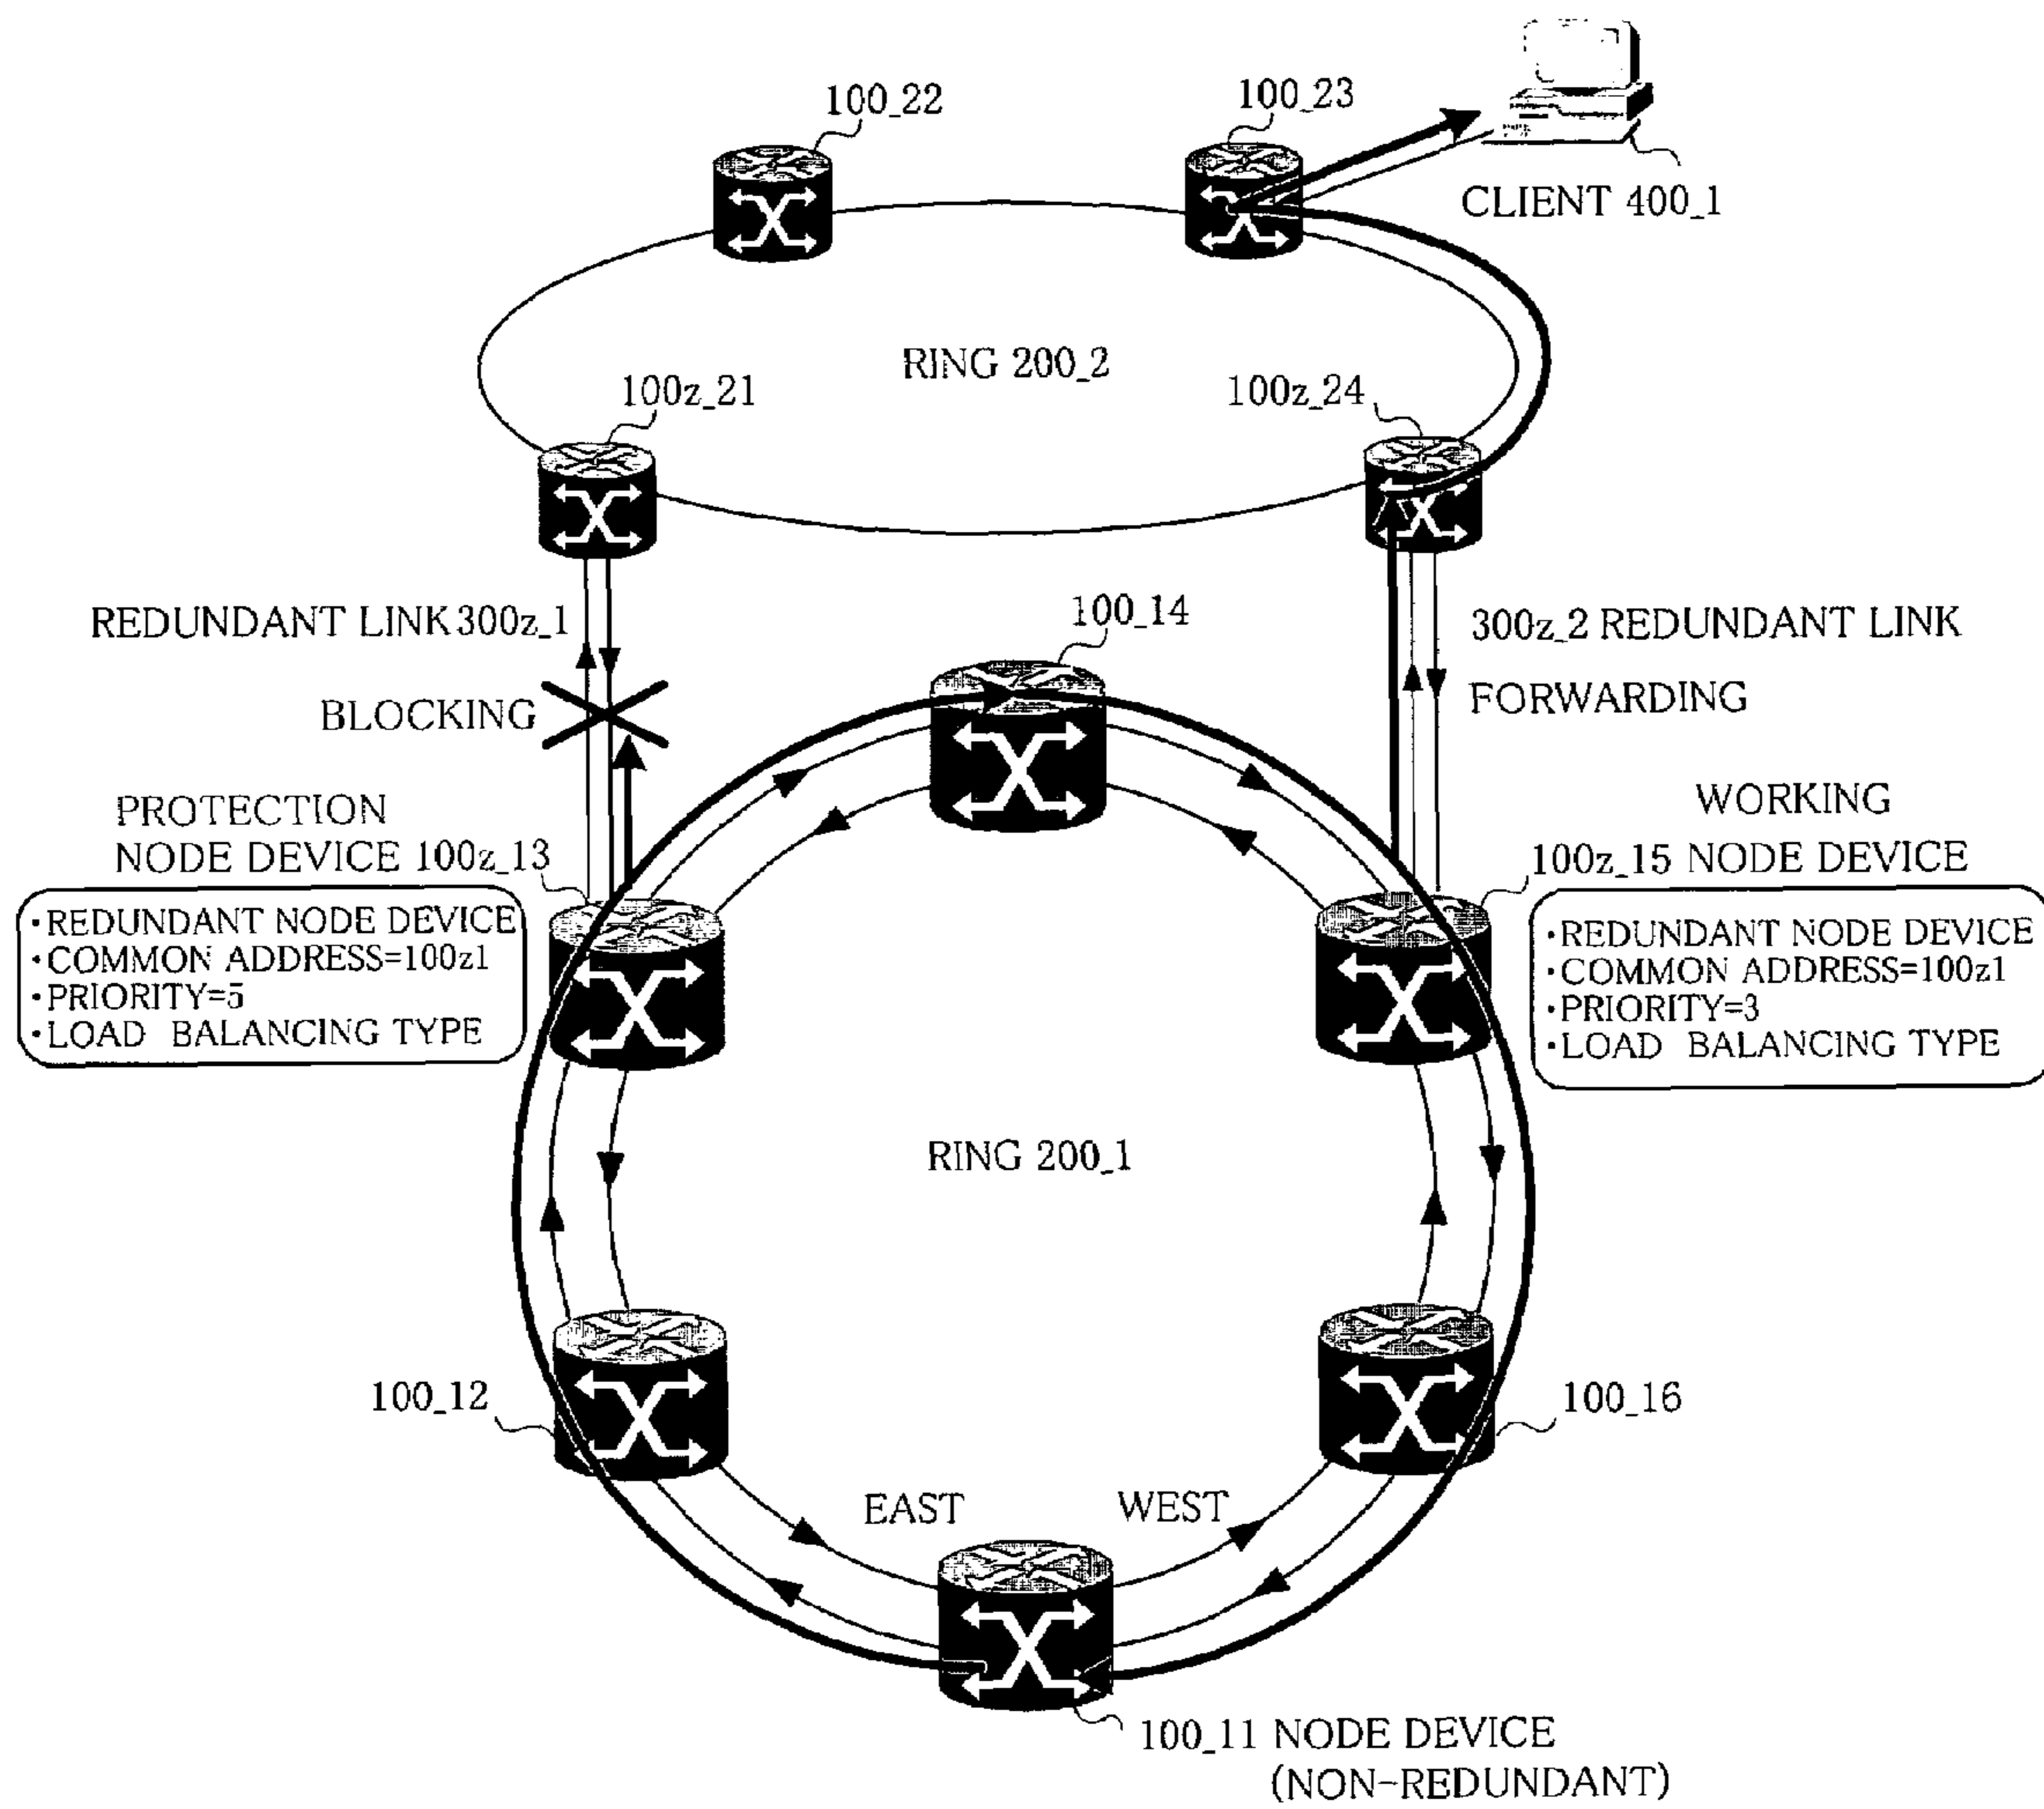 100_22
100_23
CLIENT 400_1
RING 200_2
100z_21
100z_24
REDUNDANT LINK 300z_1
300z_2 REDUNDANT LINK
100_14
BLOCKING
FORWARDING
PROTECTION
NODE DEVICE 100z_13
WORKING
100z_15 NODE DEVICE
·REDUNDANT NODE DEVICE
·COMMON ADDRESS=100z1
·PRIORITY=5
·LOAD BALANCING TYPE
·REDUNDANT NODE DEVICE
·COMMON ADDRESS=100z1
·PRIORITY=3
·LOAD BALANCING TYPE
RING 200_1
100_12
100_16
EAST
WEST
100_11 NODE DEVICE
(NON-REDUNDANT)